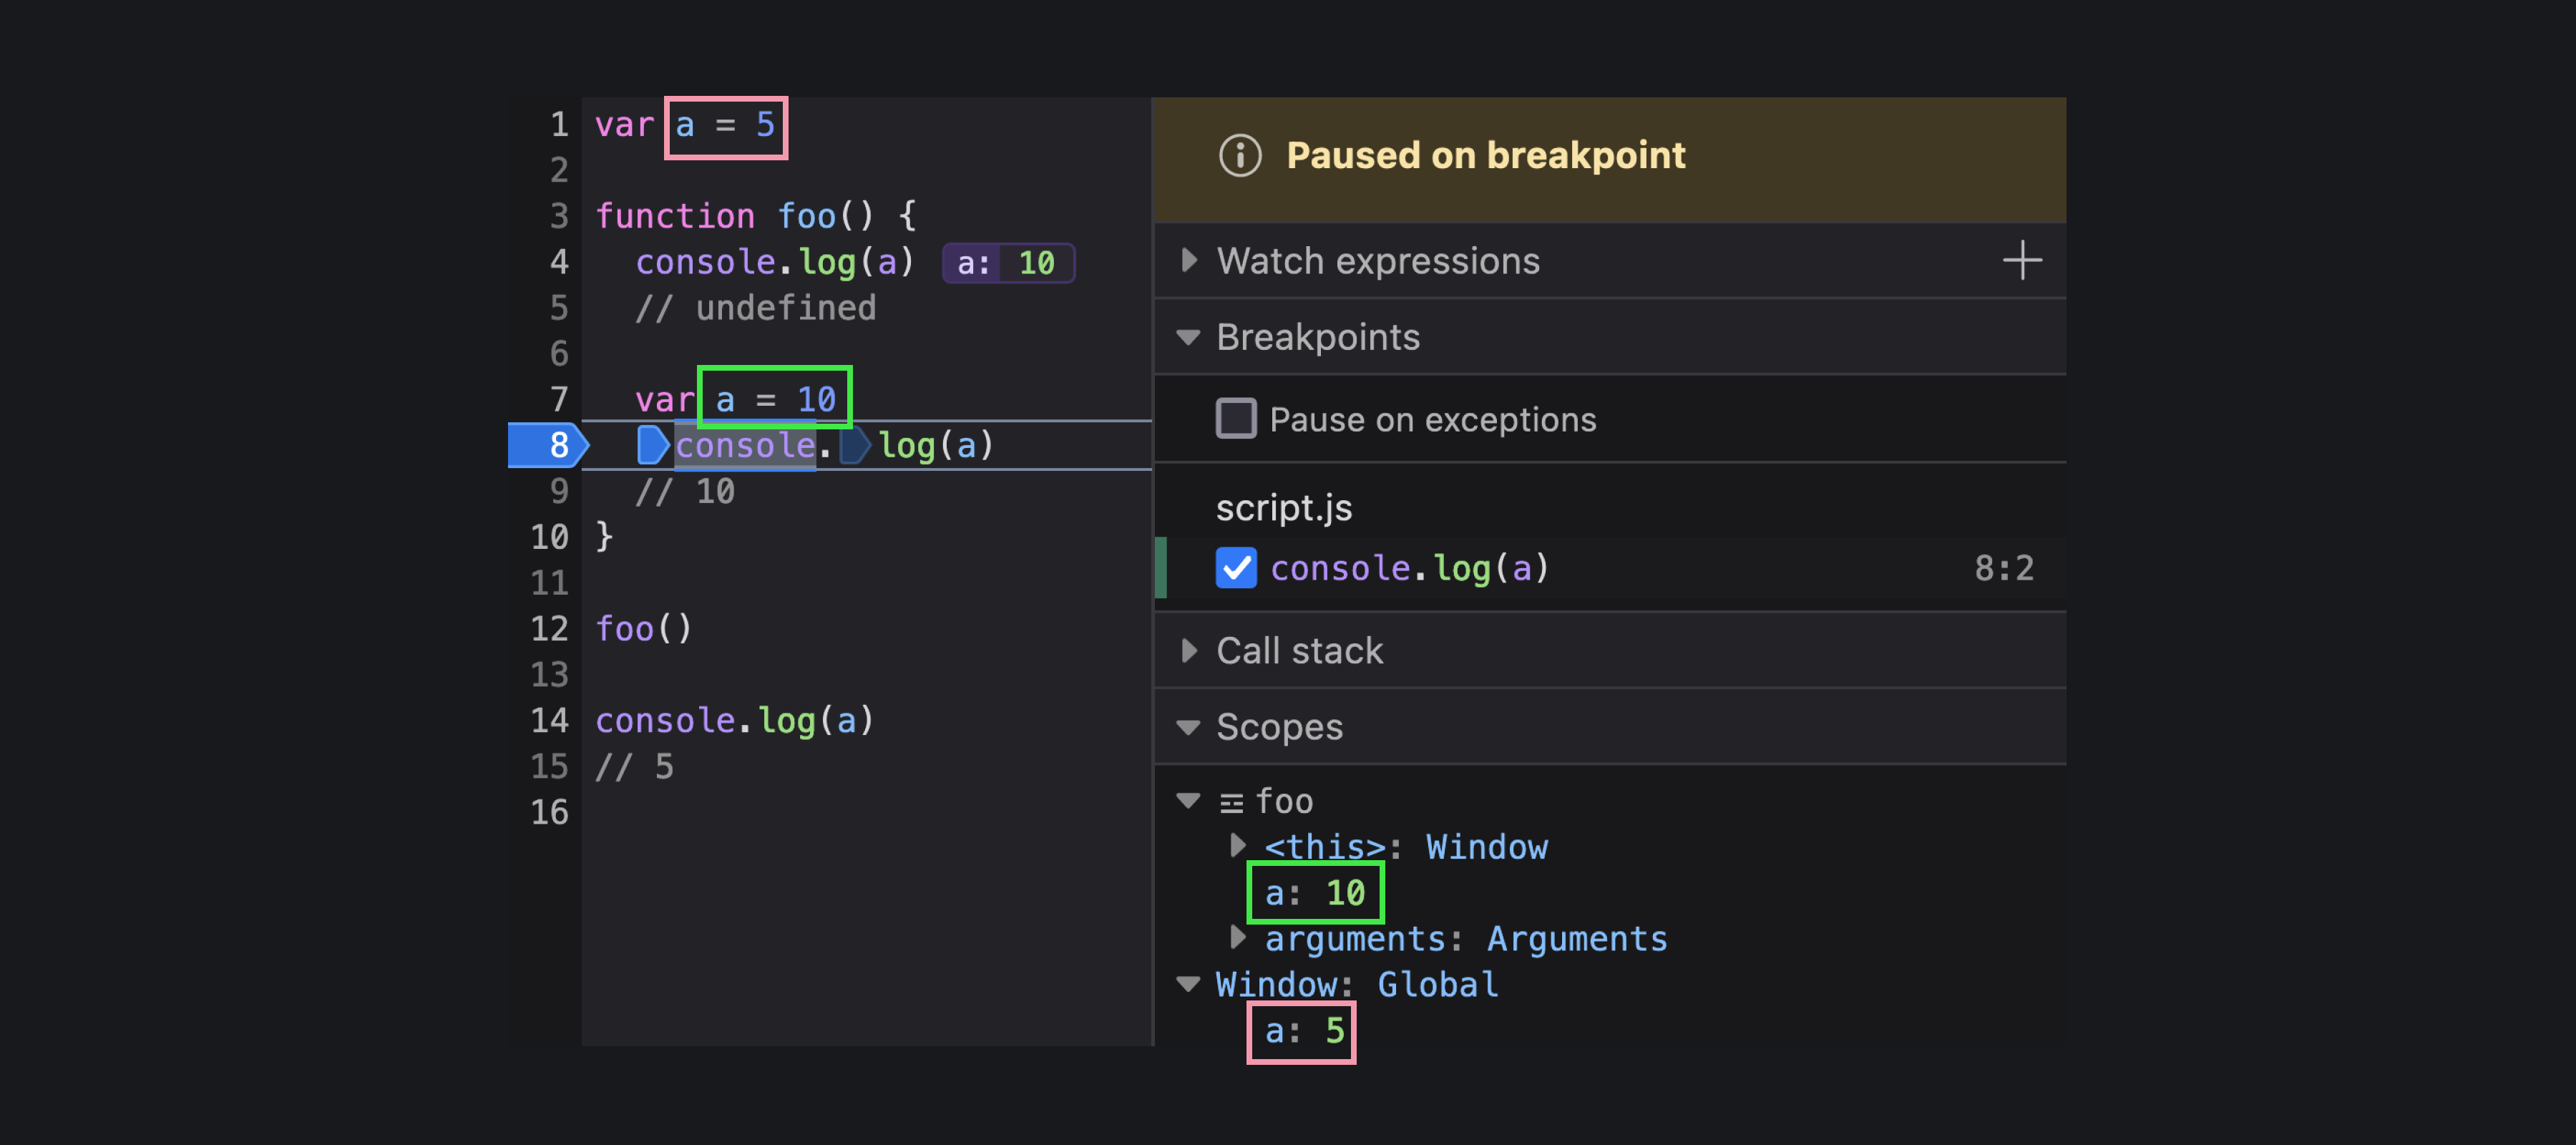 1 var a = 5
2
3 function foo() {
4 console.log(a) a: 10
5 // undefined
6
7 var a = 10
8 console.log(a)
9 // 10
10 }
11
12 foo()
13
14 console.log(a)
15 // 5
16
Paused on breakpoint
Watch expressions
Breakpoints
Pause on exceptions
script.js
console.log(a) 8:2
Call stack
Scopes
foo
<this>: Window
a: 10
arguments: Arguments
Window: Global
a: 5